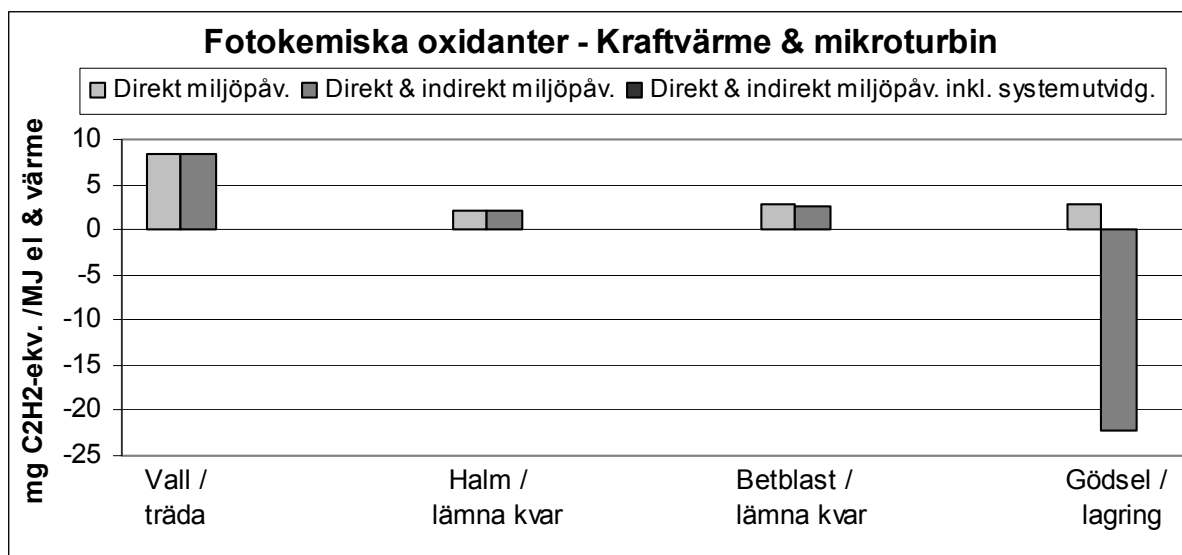 Fotokemiska oxidanter - Kraftvärme & mikroturbin
Direkt miljöpåv. Direkt & indirekt miljöpåv. Direkt & indirekt miljöpåv. inkl. systemutvidg.
mg C2H2-ekv. /MJ el & värme
10
5
0
-5
-10
-15
-20
-25
Vall / träda
Halm / lämna kvar
Betblast / lämna kvar
Gödsel / lagring